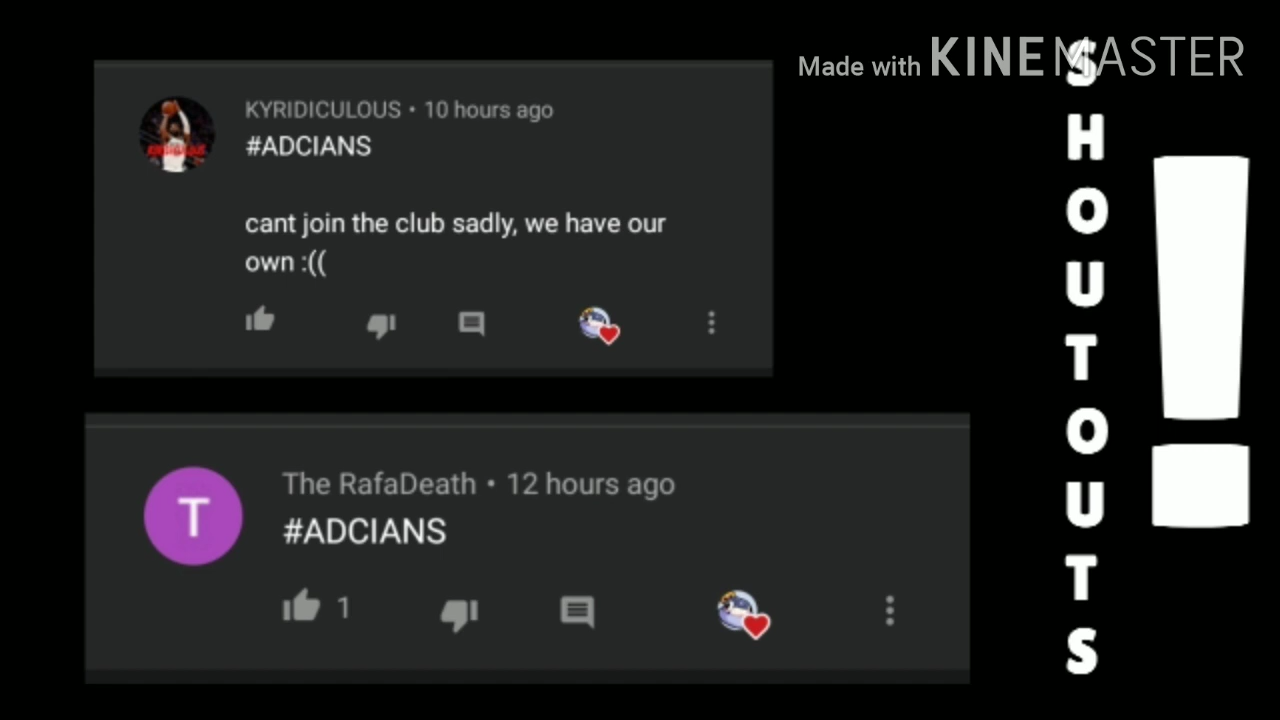 Made with KINEMASTER
KYRIDICULOUS • 10 hours ago
#ADCIANS
cant join the club sadly, we have our
own :((
The RafaDeath • 12 hours ago
#ADCIANS
T
1
SHOUTOUTS
!